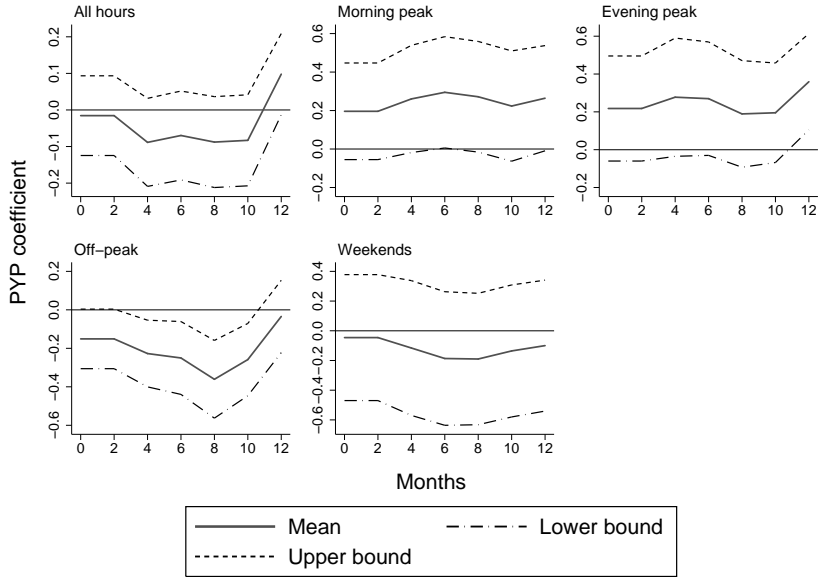 All hours
Morning peak
Evening peak
0.2
0.1
0.0
−0.1
−0.2
0 2 4 6 8 10 12
0.6
0.4
0.2
0.0
−0.2
0 2 4 6 8 10 12
0.6
0.4
0.2
0.0
−0.2
0 2 4 6 8 10 12
PYP coefficient
Off−peak
Weekends
0.2
0.0
−0.2
−0.4
−0.6
0 2 4 6 8 10 12
0.4
0.2
0.0
−0.2
−0.4
−0.6
0 2 4 6 8 10 12
Months
Mean
Lower bound
Upper bound